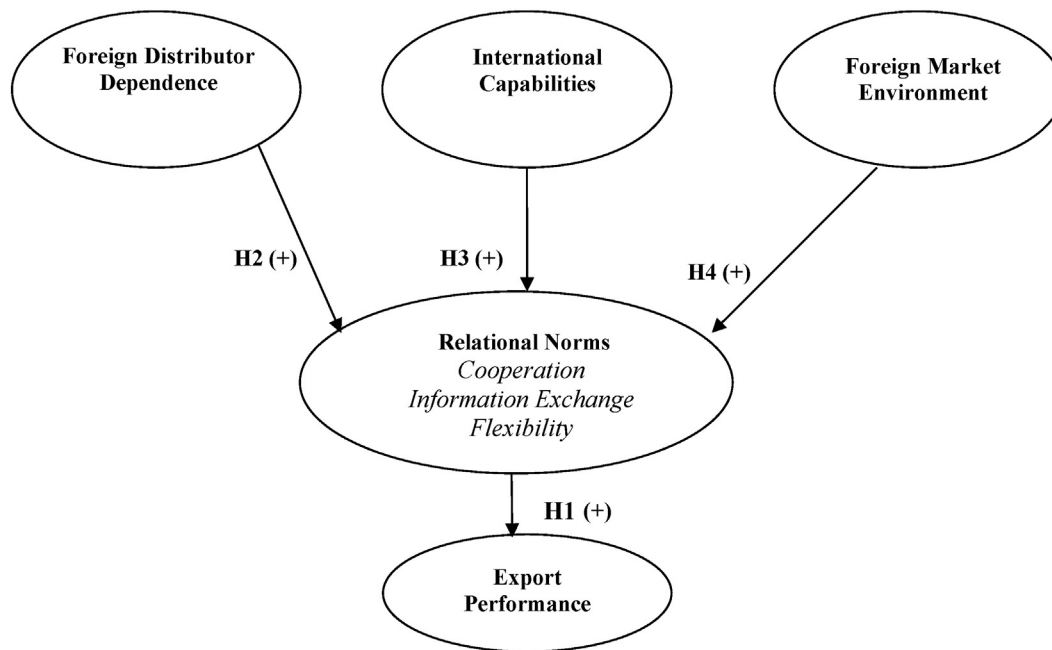 Foreign Distributor
Dependence
International
Capabilities
Foreign Market
Environment
H2 (+)
H3 (+)
H4 (+)
Relational Norms
Cooperation
Information Exchange
Flexibility
H1 (+)
Export
Performance